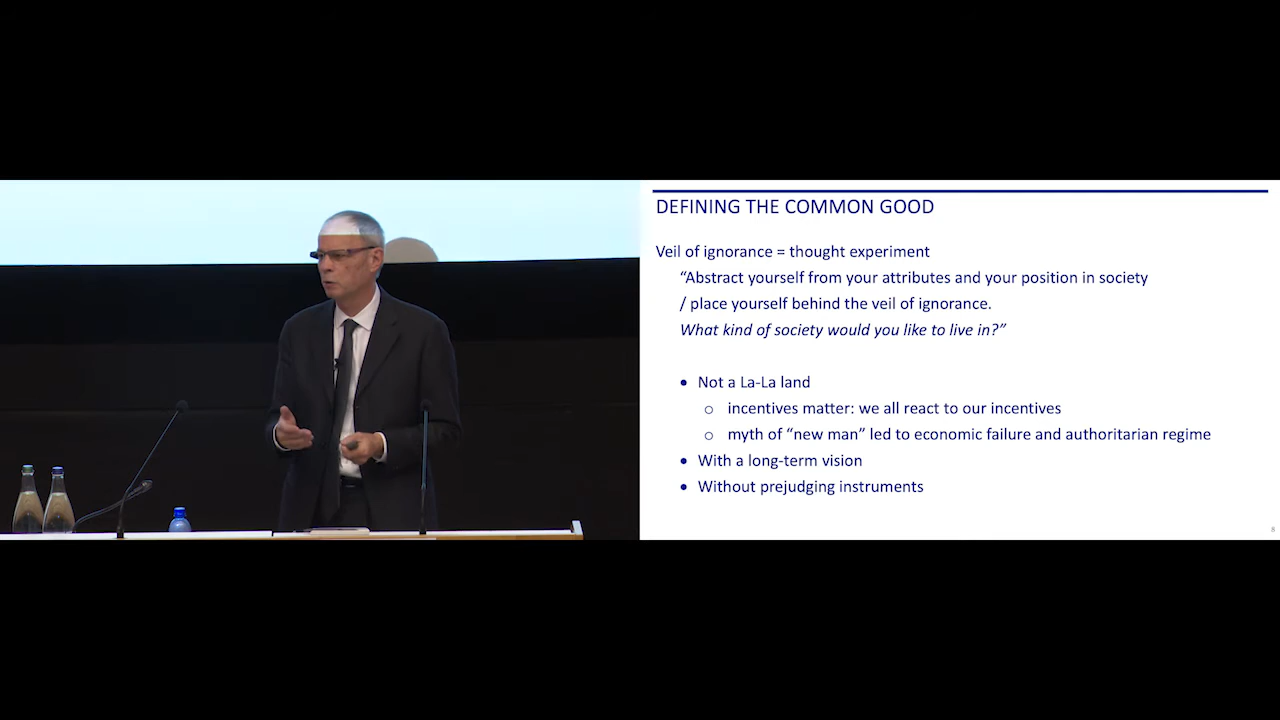 DEFINING THE COMMON GOOD
Veil of ignorance = thought experiment
“Abstract yourself from your attributes and your position in society
/ place yourself behind the veil of ignorance.
What kind of society would you like to live in?”
• Not a La-La land
o incentives matter: we all react to our incentives
o myth of “new man” led to economic failure and authoritarian regime
• With a long-term vision
• Without prejudging instruments
8